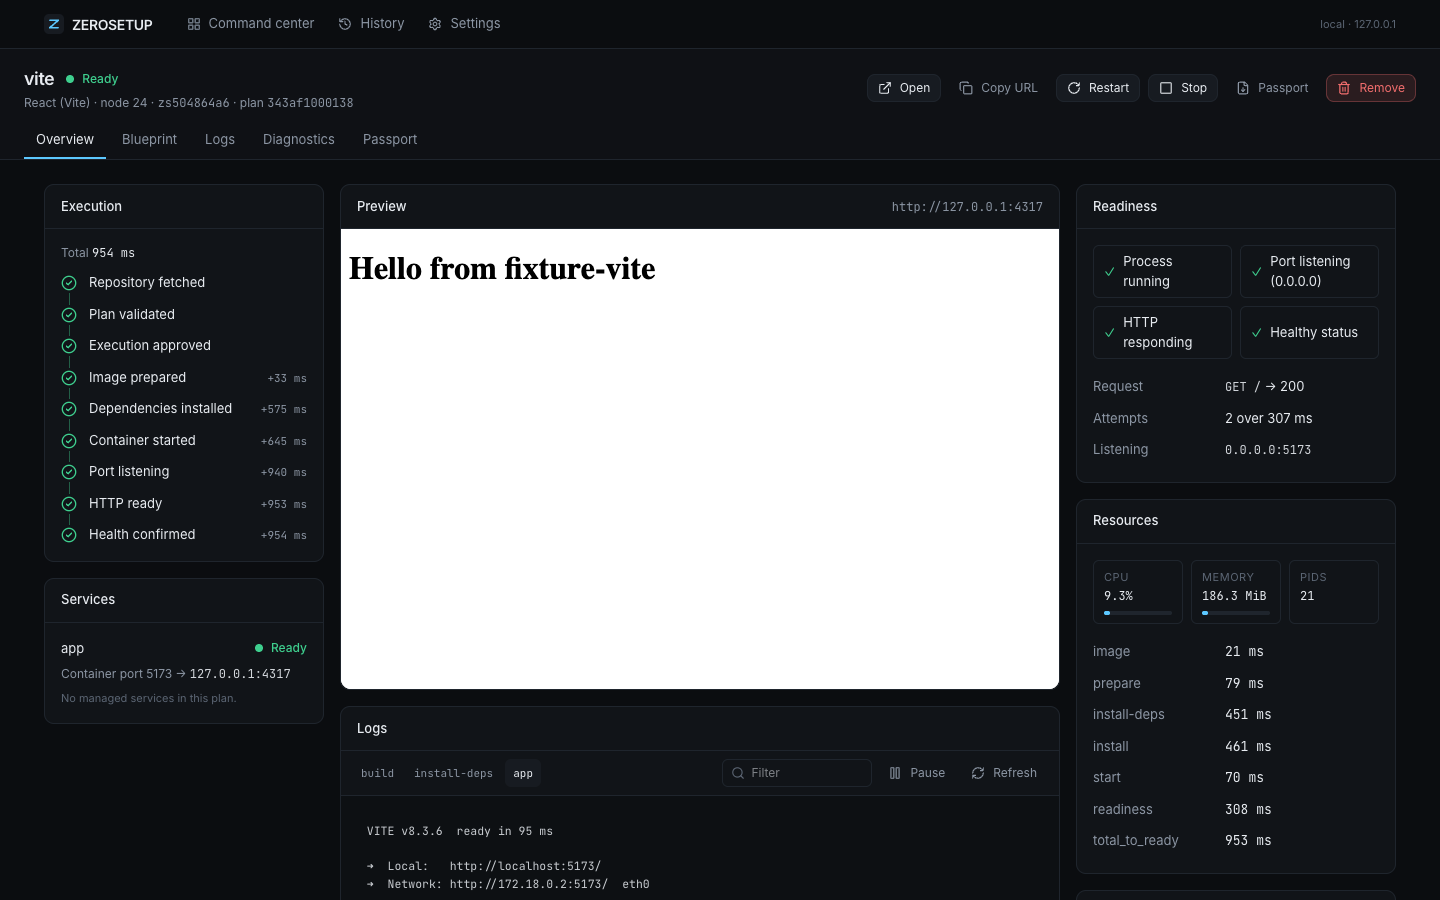 ZEROSETUP
Command center
History
Settings
local · 127.0.0.1
vite
Ready
React (Vite) · node 24 · zs504864a6 · plan 343af1000138
Open
Copy URL
Restart
Stop
Passport
Remove
Overview
Blueprint
Logs
Diagnostics
Passport
Execution
Total 954 ms
Repository fetched
Plan validated
Execution approved
Image prepared +33 ms
Dependencies installed +575 ms
Container started +645 ms
Port listening +940 ms
HTTP ready +953 ms
Health confirmed +954 ms
Services
app Ready
Container port 5173 → 127.0.0.1:4317
No managed services in this plan.
Preview http://127.0.0.1:4317
Hello from fixture-vite
Logs
build install-deps app
Filter
Pause
Refresh
VITE v8.3.6 ready in 95 ms
➜ Local: http://localhost:5173/
➜ Network: http://172.18.0.2:5173/ eth0
Readiness
Process
running
Port listening
(0.0.0.0)
HTTP
responding
Healthy status
Request GET / → 200
Attempts 2 over 307 ms
Listening 0.0.0.0:5173
Resources
CPU
9.3%
MEMORY
186.3 MiB
PIDS
21
image 21 ms
prepare 79 ms
install-deps 451 ms
install 461 ms
start 70 ms
readiness 308 ms
total_to_ready 953 ms